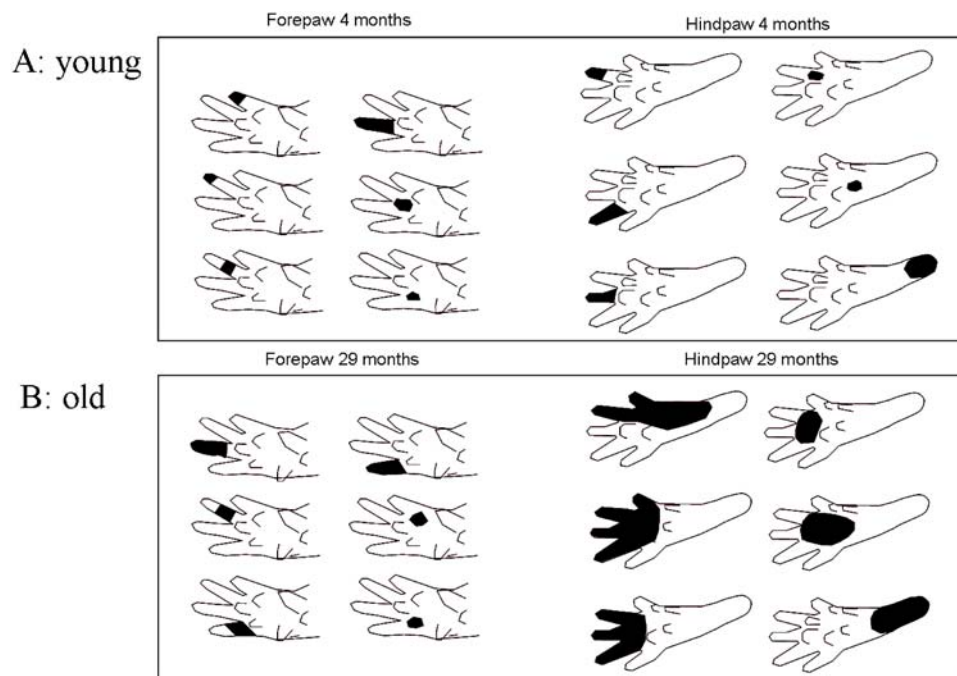 Forepaw 4 months
Hindpaw 4 months
A: young
Forepaw 29 months
Hindpaw 29 months
B: old